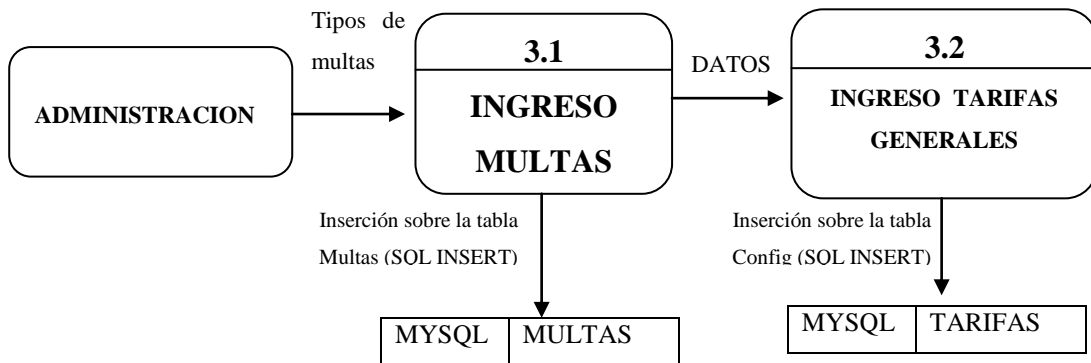 Tipos de
multas
ADMINISTRACION
3.1
INGRESO
MULTAS
DATOS
3.2
INGRESO TARIFAS
GENERALES
Inserción sobre la tabla
Multas (SQL INSERT)
Inserción sobre la tabla
Config (SQL INSERT)
MYSQL MULTAS
MYSQL TARIFAS